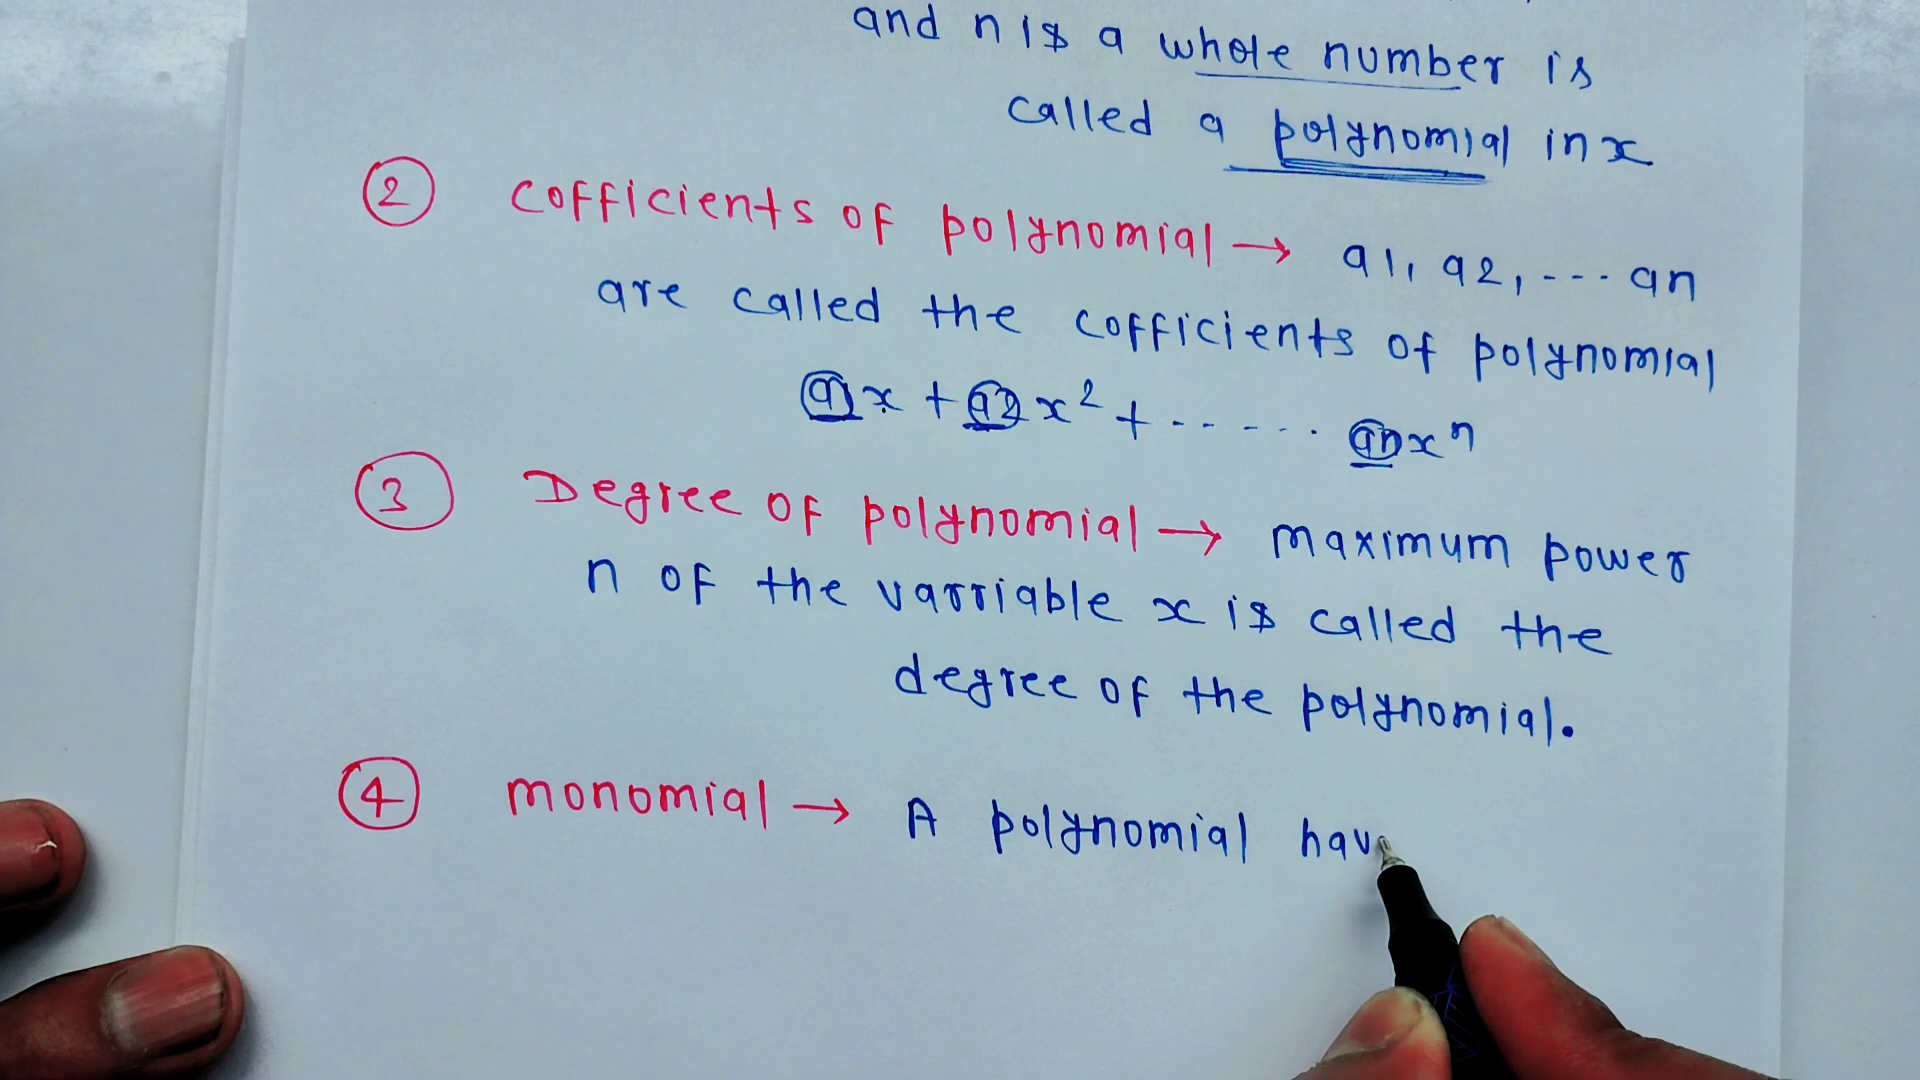 and n is a whole number is
called a polynomial in x
2 cofficients of polynomial → a1, a2, --- an
are called the cofficients of polynomial
a1x + a2x² + ------ anxⁿ
3 Degree of polynomial → maximum power
n of the varriable x is called the
degree of the polynomial.
4 monomial → A polynomial hav